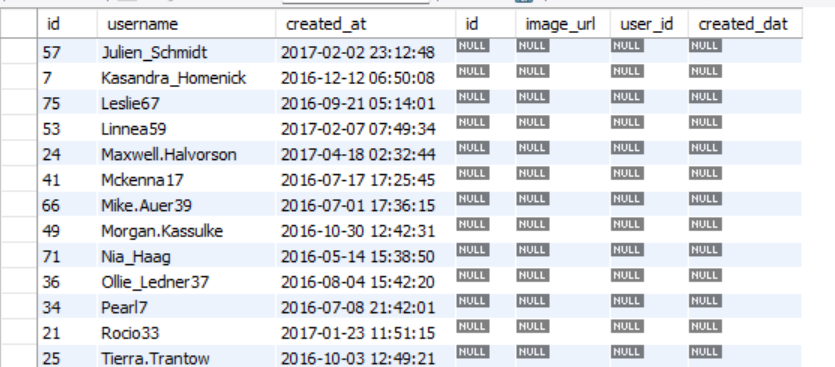 id username created_at id image_url user_id created_dat
57 Julien_Schmidt 2017-02-02 23:12:48 NULL NULL NULL NULL
7 Kasandra_Homenick 2016-12-12 06:50:08 NULL NULL NULL NULL
75 Leslie67 2016-09-21 05:14:01 NULL NULL NULL NULL
53 Linnea59 2017-02-07 07:49:34 NULL NULL NULL NULL
24 Maxwell.Halvorson 2017-04-18 02:32:44 NULL NULL NULL NULL
41 Mckenna17 2016-07-17 17:25:45 NULL NULL NULL NULL
66 Mike.Auer39 2016-07-01 17:36:15 NULL NULL NULL NULL
49 Morgan.Kassulke 2016-10-30 12:42:31 NULL NULL NULL NULL
71 Nia_Haag 2016-05-14 15:38:50 NULL NULL NULL NULL
36 Ollie_Ledner37 2016-08-04 15:42:20 NULL NULL NULL NULL
34 Pearl7 2016-07-08 21:42:01 NULL NULL NULL NULL
21 Rocio33 2017-01-23 11:51:15 NULL NULL NULL NULL
25 Tierra.Trantow 2016-10-03 12:49:21 NULL NULL NULL NULL